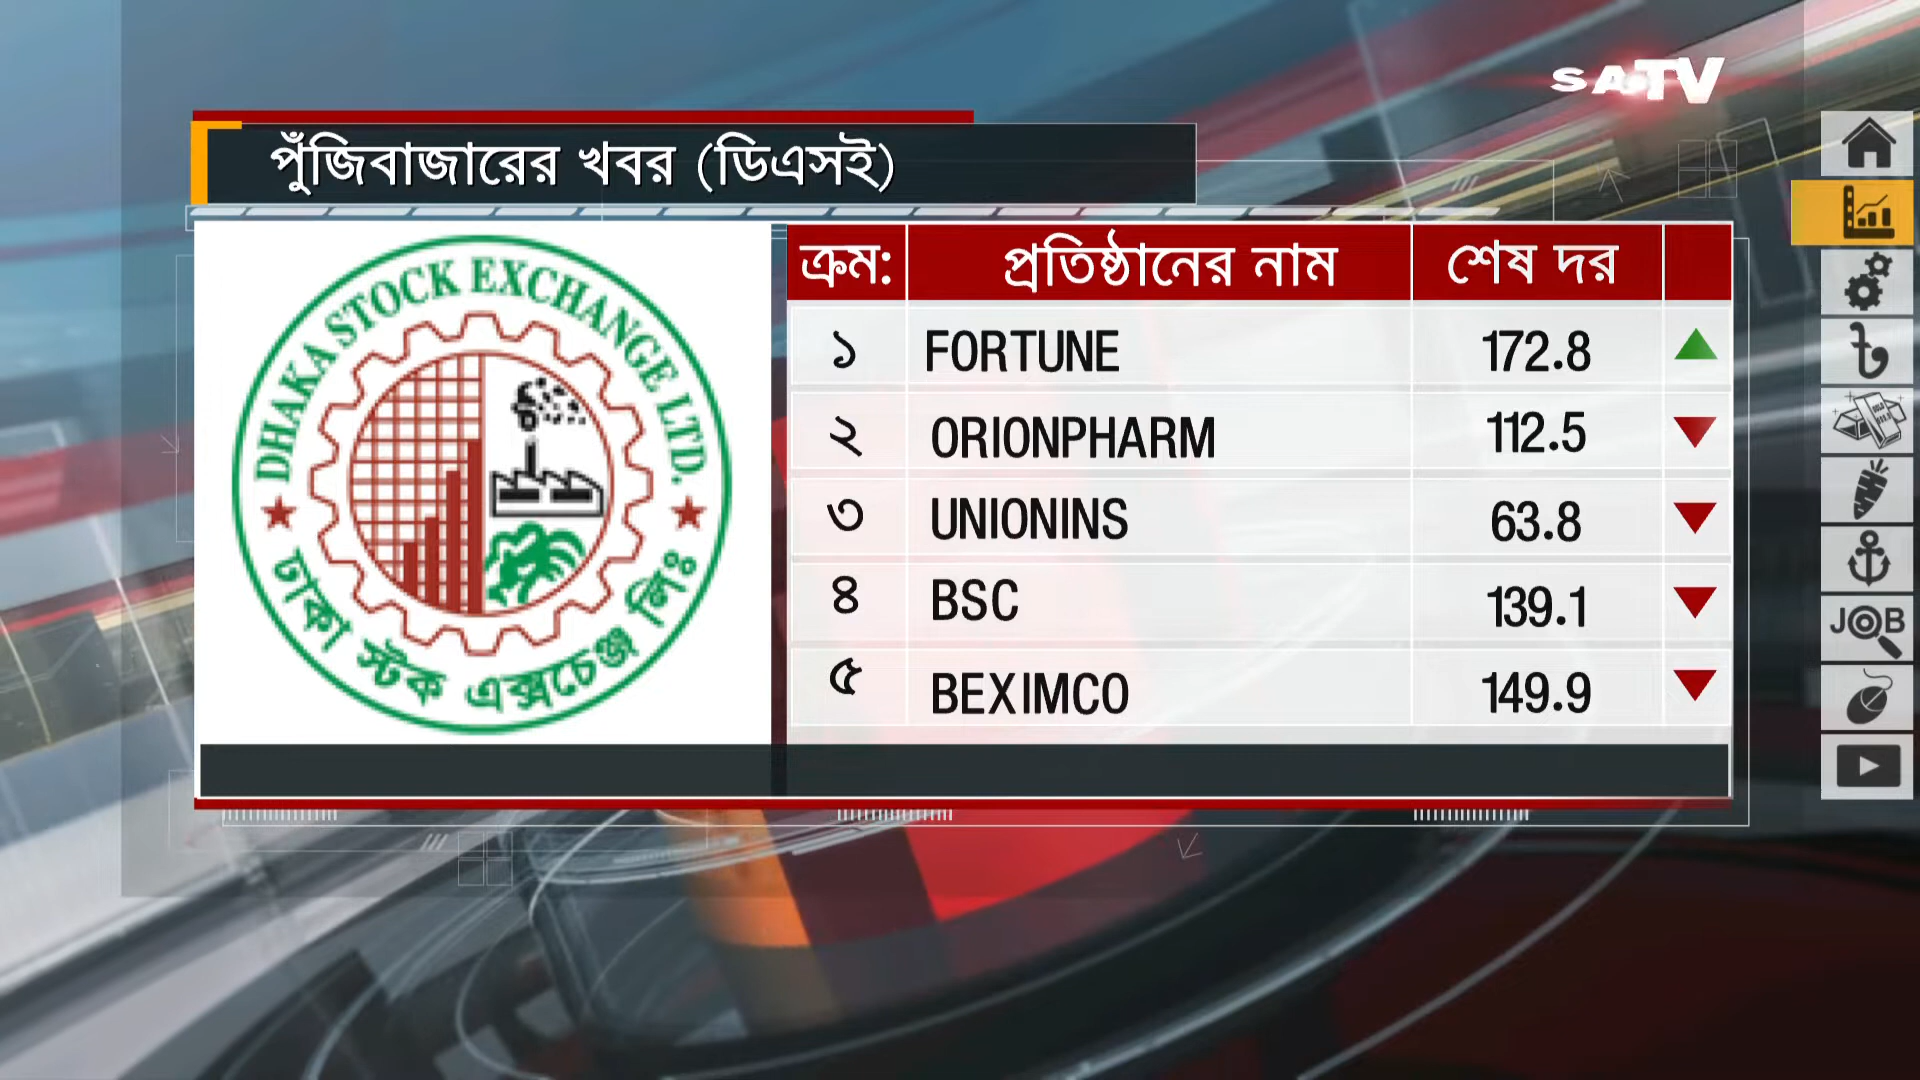 SATV
পুঁজিবাজারের খবর (ডিএসই)
DHAKA STOCK EXCHANGE LTD.
ঢাকা স্টক এক্সচেঞ্জ লিঃ
ক্রম: প্রতিষ্ঠানের নাম শেষ দর
১ FORTUNE 172.8
২ ORIONPHARM 112.5
৩ UNIONINS 63.8
৪ BSC 139.1
৫ BEXIMCO 149.9
৳
JOB